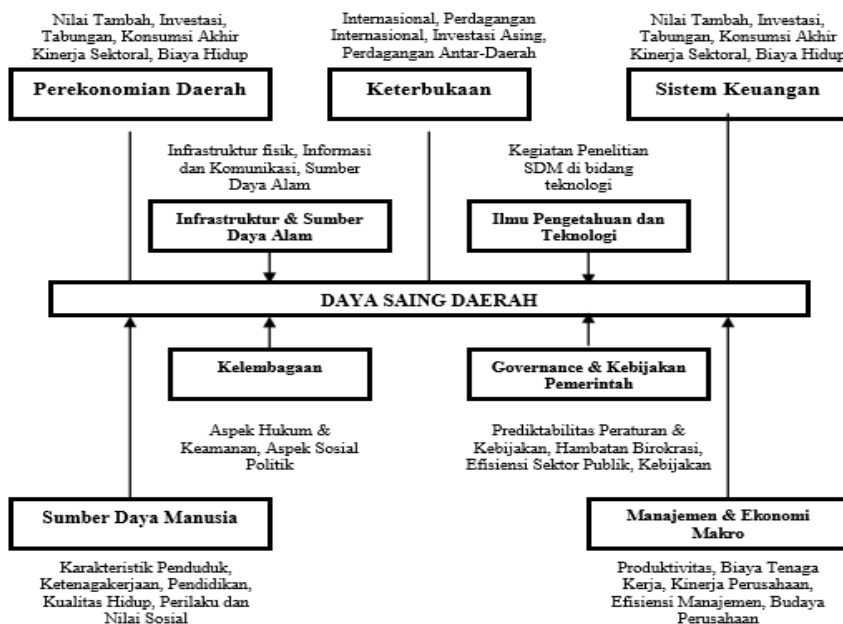 Nilai Tambah, Investasi,
Tabungan, Konsumsi Akhir
Kinerja Sektoral, Biaya Hidup
Perekonomian Daerah
Internasional, Perdagangan
Internasional, Investasi Asing,
Perdagangan Antar-Daerah
Keterbukaan
Nilai Tambah, Investasi,
Tabungan, Konsumsi Akhir
Kinerja Sektoral, Biaya Hidup
Sistem Keuangan
Infrastruktur fisik, Informasi
dan Komunikasi, Sumber
Daya Alam
Infrastruktur & Sumber
Daya Alam
Kegiatan Penelitian
SDM di bidang
teknologi
Ilmu Pengetahuan dan
Teknologi
DAYA SAING DAERAH
Kelembagaan
Aspek Hukum &
Keamanan, Aspek Sosial
Politik
Governance & Kebijakan
Pemerintah
Prediktabilitas Peraturan &
Kebijakan, Hambatan Birokrasi,
Efisiensi Sektor Publik, Kebijakan
Sumber Daya Manusia
Karakteristik Penduduk,
Ketenagakerjaan, Pendidikan,
Kualitas Hidup, Perilaku dan
Nilai Sosial
Manajemen & Ekonomi
Makro
Produktivitas, Biaya Tenaga
Kerja, Kinerja Perusahaan,
Efisiensi Manajemen, Budaya
Perusahaan